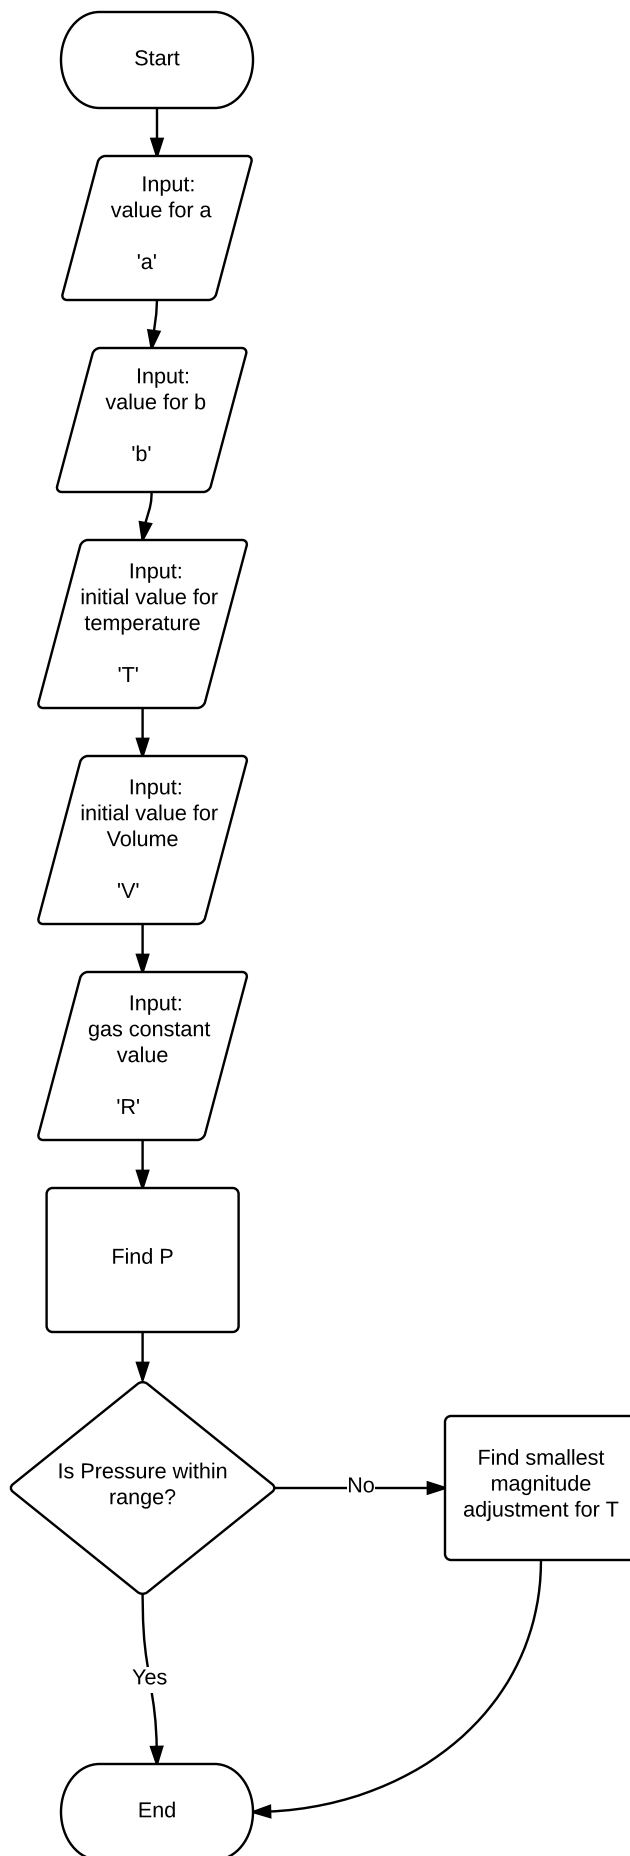 Start
Input:
value for a
'a'
Input:
value for b
'b'
Input:
initial value for
temperature
'T'
Input:
initial value for
Volume
'V'
Input:
gas constant
value
'R'
Find P
Is Pressure within
range?
No
Find smallest
magnitude
adjustment for T
Yes
End